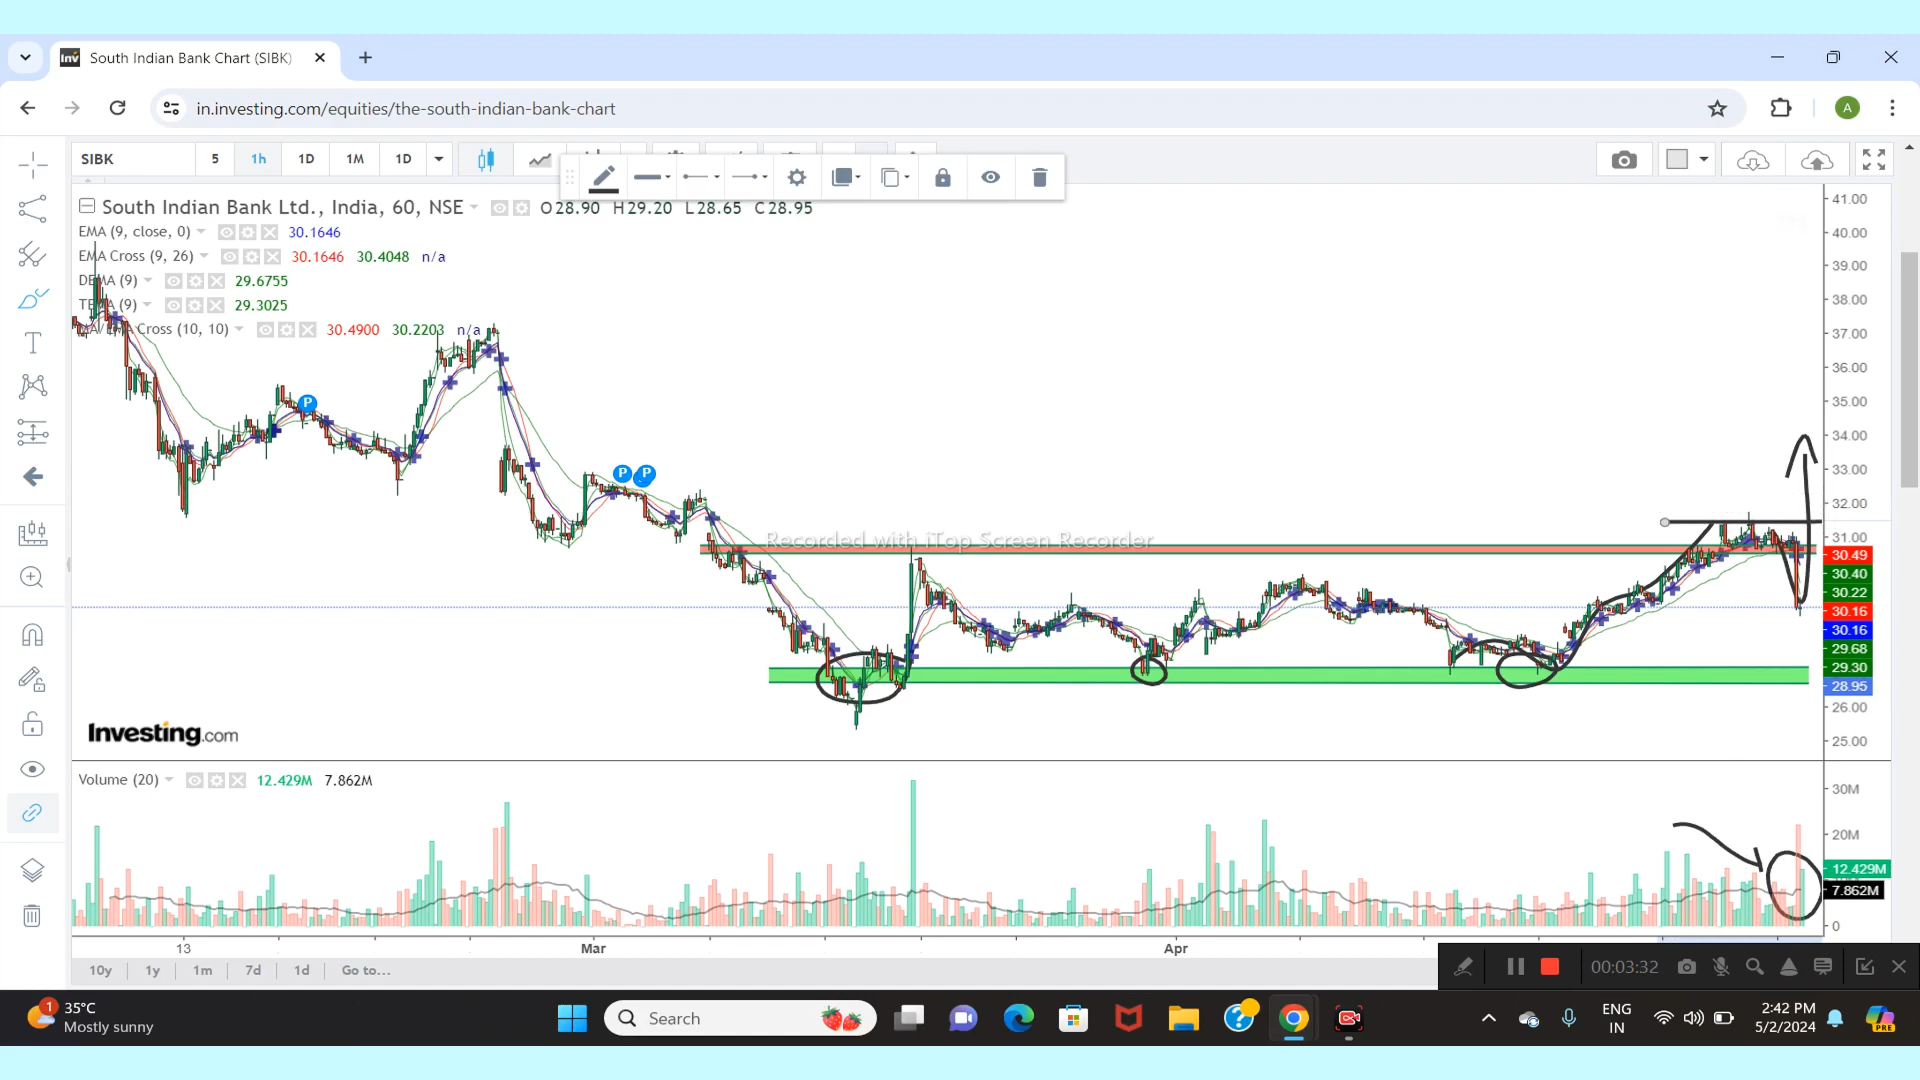 South Indian Bank Chart (SIBK)
in.investing.com/equities/the-south-indian-bank-chart
A
SIBK 5 1h 1D 1M 1D
South Indian Bank Ltd., India, 60, NSE O28.90 H29.20 L28.65 C28.95
EMA (9, close, 0) 30.1646
EMA Cross (9, 26) 30.1646 30.4048 n/a
DEMA (9) 29.6755
TEMA (9) 29.3025
MA/EMA Cross (10, 10) 30.4900 30.2203 n/a
P
P P
Recorded with iTop Screen Recorder
41.00
40.00
39.00
38.00
37.00
36.00
35.00
34.00
33.00
32.00
31.00
30.49
30.40
30.22
30.16
30.16
29.68
29.30
28.95
26.00
25.00
Investing.com
Volume (20) 12.429M 7.862M
30M
20M
12.429M
7.862M
0
13 Mar Apr
10y 1y 1m 7d 1d Go to...
00:03:32
1
35°C
Mostly sunny
Search
ENG
IN
2:42 PM
5/2/2024
PRE